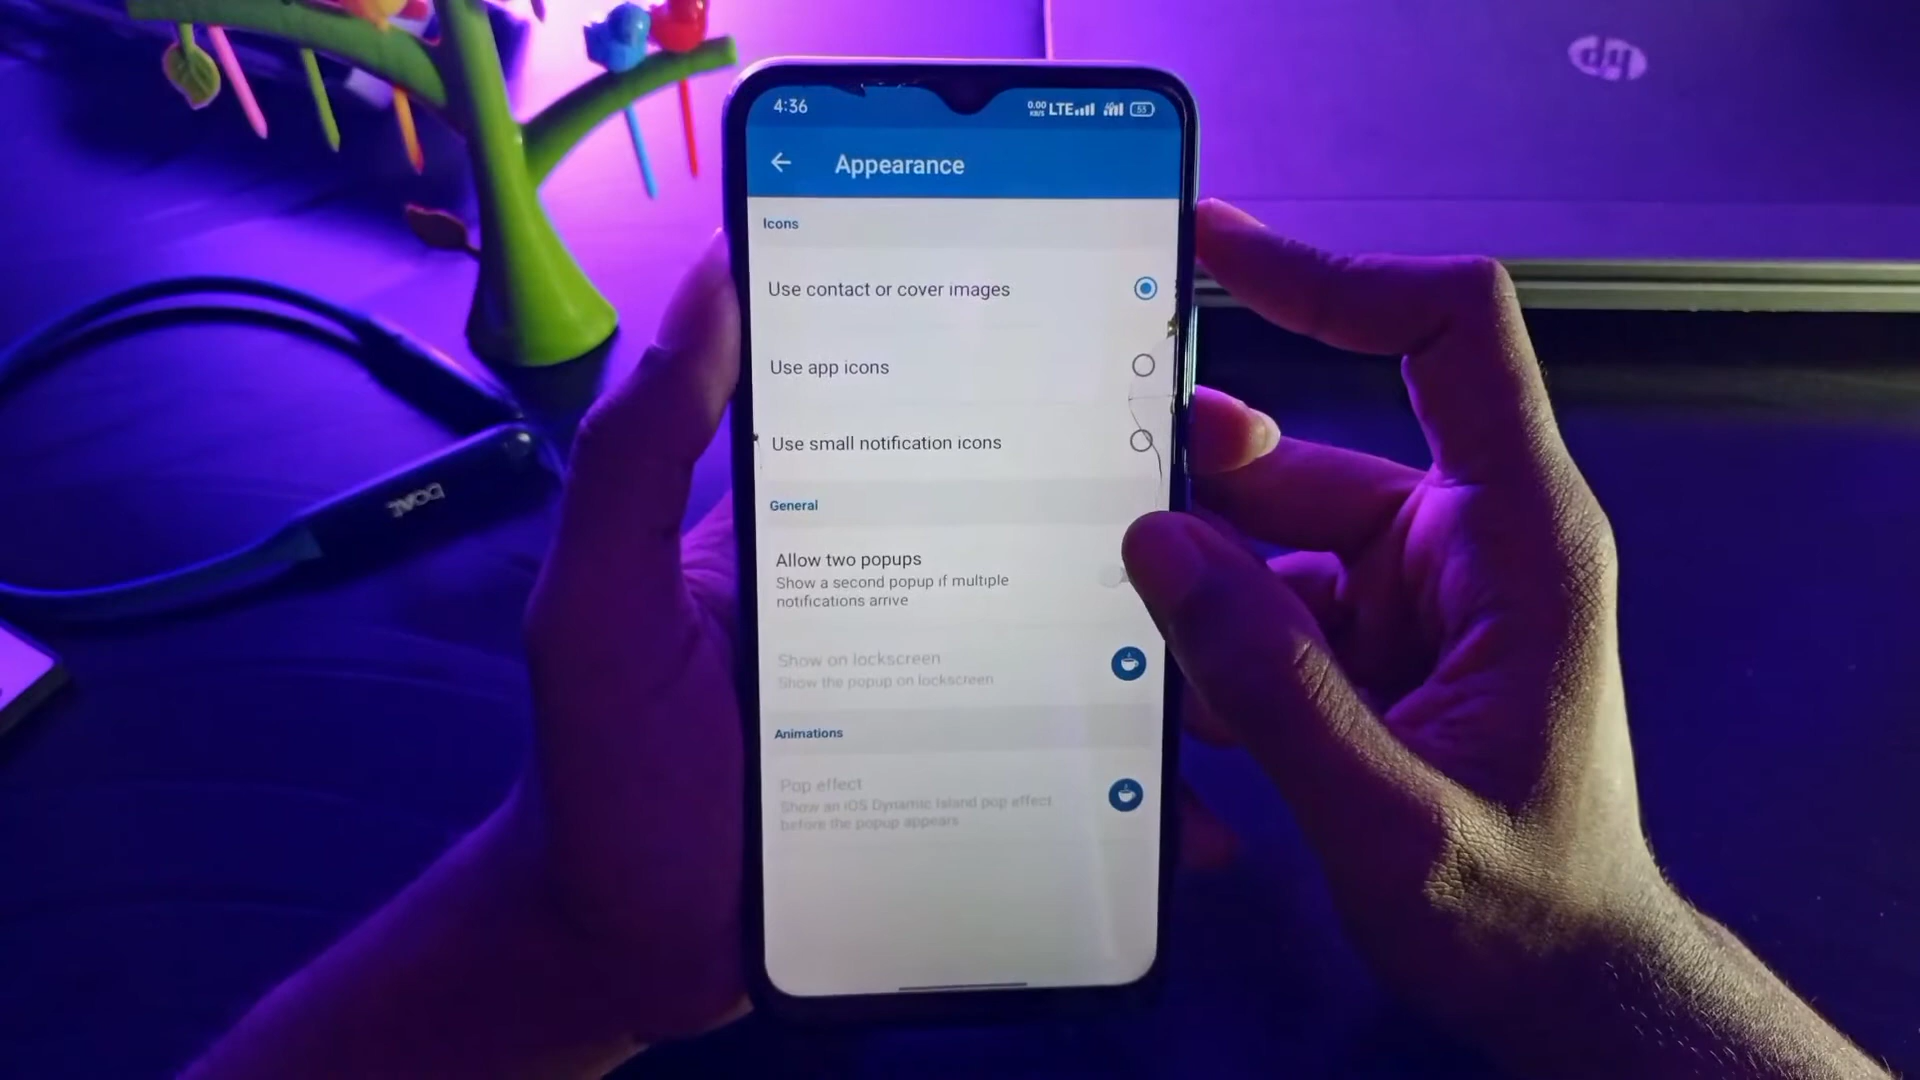 4:36
0.00
KB/S
LTE
53
hp
Appearance
Icons
Use contact or cover images
Use app icons
Use small notification icons
General
Allow two popups
Show a second popup if multiple
notifications arrive
Show on lockscreen
Show the popup on lockscreen
Animations
Pop effect
Show an iOS Dynamic Island pop effect
before the popup appears